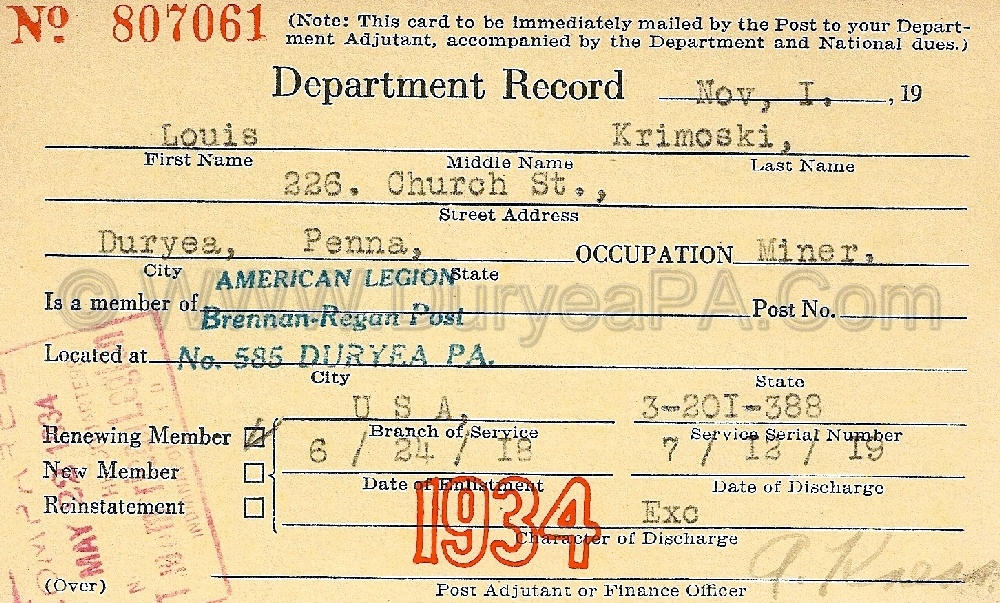 Nº 807061 (Note: This card to be immediately mailed by the Post to your Depart-
ment Adjutant, accompanied by the Department and National dues.)
Department Record Nov, I. , 19
Louis Krimoski,
First Name Middle Name Last Name
226. Church St.,
Street Address
Duryea, Penna, OCCUPATION Miner.
City State
AMERICAN LEGION
© www.DuryeaPA.Com
Is a member of Brennan-Regan Post Post No.
Located at No. 585 DURYEA PA.
City State
U S A, 3-20I-388
Renewing Member Branch of Service Service Serial Number
6 / 24 / 18 7 / 12 / 19
New Member Date of Enlistment Date of Discharge
Reinstatement 1934 Exc
Character of Discharge
MAY 29 1934
(Over) Post Adjutant or Finance Officer